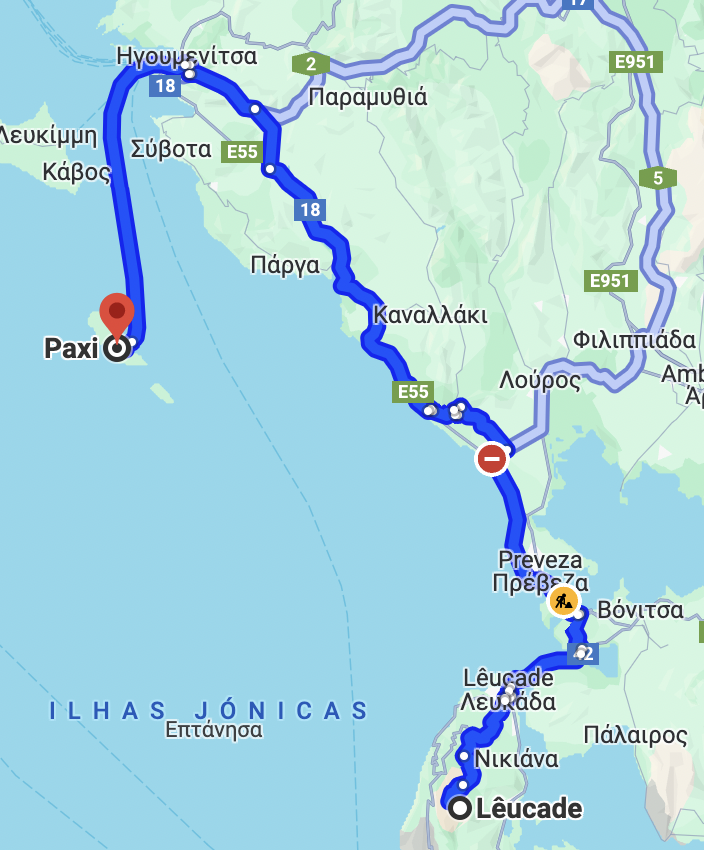 17
Ηγουμενίτσα
2
E951
18
Παραμυθιά
Λευκίμμη
Σύβοτα
E55
Κάβος
5
18
Πάργα
E951
Καναλλάκι
Φιλιππιάδα
Paxi
Λούρος
Amb
Άρ
E55
Preveza
Πρέβεζα
Βόνιτσα
42
Lêucade
Λευκάδα
ILHAS JÓNICAS
Επτάνησα
Πάλαιρος
Νικιάνα
Lêucade